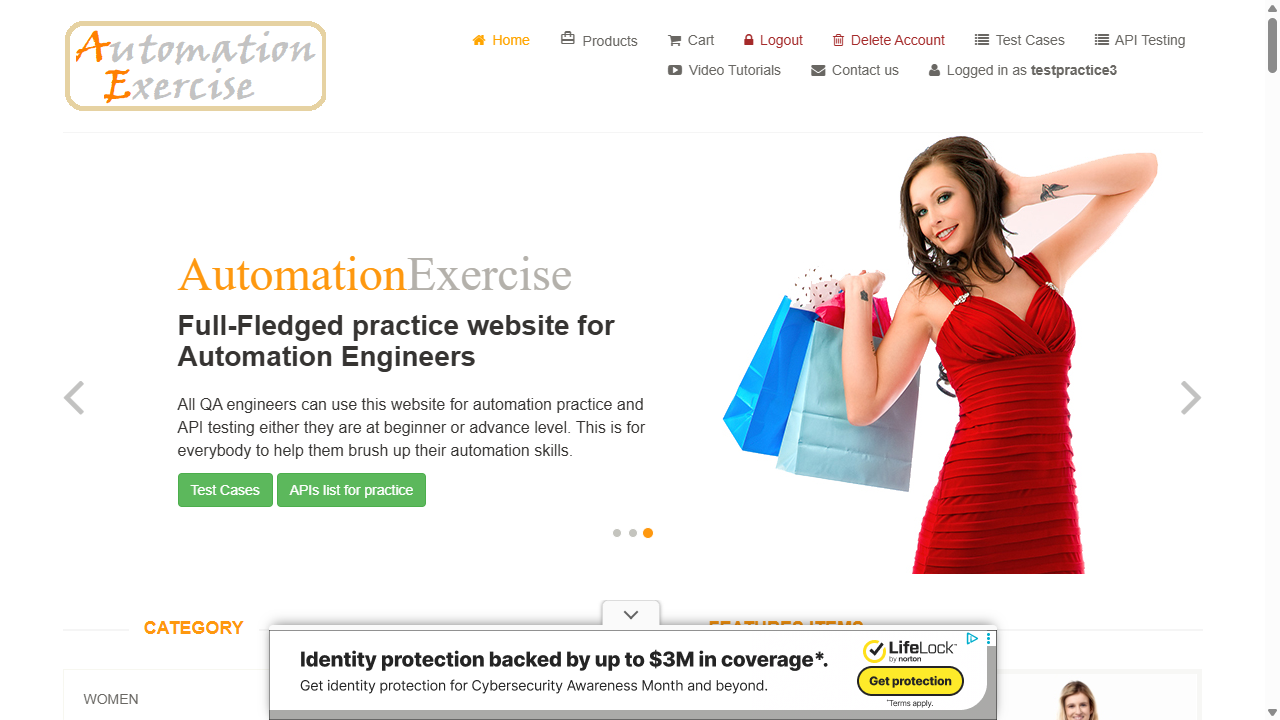 Automation
Exercise
Home
Products
Cart
Logout
Delete Account
Test Cases
API Testing
Video Tutorials
Contact us
Logged in as testpractice3
AutomationExercise
Full-Fledged practice website for
Automation Engineers
All QA engineers can use this website for automation practice and
API testing either they are at beginner or advance level. This is for
everybody to help them brush up their automation skills.
Test Cases
APIs list for practice
CATEGORY
FEATURES ITEMS
WOMEN
Identity protection backed by up to $3M in coverage*.
Get identity protection for Cybersecurity Awareness Month and beyond.
LifeLock
by norton
Get protection
*Terms apply.